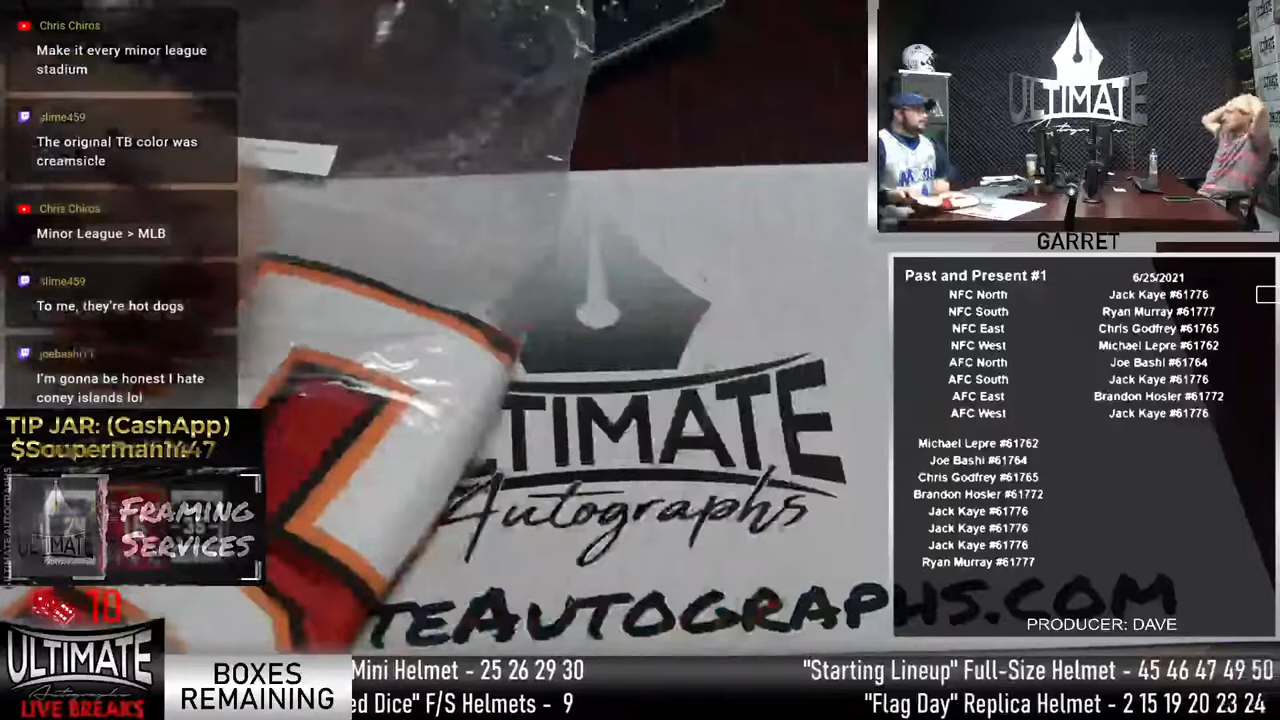 Chris Chiros
Make it every minor league
stadium
slime459
The original TB color was
creamsicle
Chris Chiros
Minor League > MLB
slime459
To me, they're hot dogs
I'm gonna be honest I hate
coney islands lol
TIP JAR: (CashApp)
FRAMING
SERVICES
10
ULTIMATE
Autographs
LIVE BREAKS
BOXES
REMAINING
Mini Helmet - 25 26 29 30
ed Dice" F/S Helmets - 9
"Starting Lineup" Full-Size Helmet - 45 46 47 49 50
"Flag Day" Replica Helmet - 2 15 19 20 23 24
ULTIMATE
Autographs
GARRET
Past and Present #1 6/25/2021
NFC North Jack Kaye #61776
NFC South Ryan Murray #61777
NFC East Chris Godfrey #61765
NFC West Michael Lepre #61762
AFC North Joe Bashi #61764
AFC South Jack Kaye #61776
AFC East Brandon Hosler #61772
AFC West Jack Kaye #61776
Michael Lepre #61762
Joe Bashi #61764
Chris Godfrey #61765
Brandon Hosler #61772
Jack Kaye #61776
Jack Kaye #61776
Jack Kaye #61776
Ryan Murray #61777
PRODUCER: DAVE
LTIMATE
Autographs
TEAUTOGRAPHS.COM